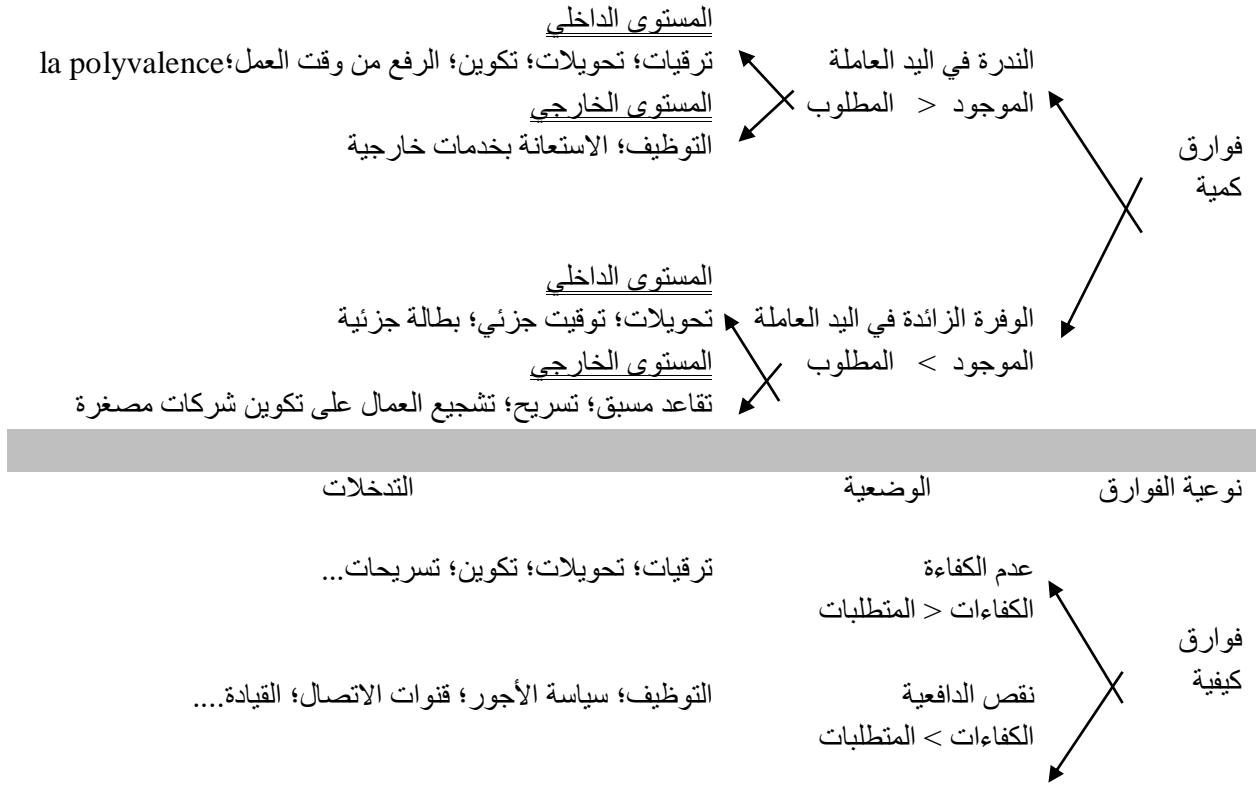 المستوى الداخلي
الندرة في اليد العاملة ترقيات؛ تحويلات؛ تكوين؛ الرفع من وقت العمل؛la polyvalence
الموجود < المطلوب المستوى الخارجي
فوارق التوظيف؛ الاستعانة بخدمات خارجية
كمية
المستوى الداخلي
الوفرة الزائدة في اليد العاملة تحويلات؛ توقيت جزئي؛ بطالة جزئية
الموجود > المطلوب المستوى الخارجي
تقاعد مسبق؛ تسريح؛ تشجيع العمال على تكوين شركات مصغرة
نوعية الفوارق الوضعية التدخلات
عدم الكفاءة ترقيات؛ تحويلات؛ تكوين؛ تسريحات...
الكفاءات < المتطلبات
فوارق
كيفية نقص الدافعية التوظيف؛ سياسة الأجور؛ قنوات الاتصال؛ القيادة....
الكفاءات > المتطلبات